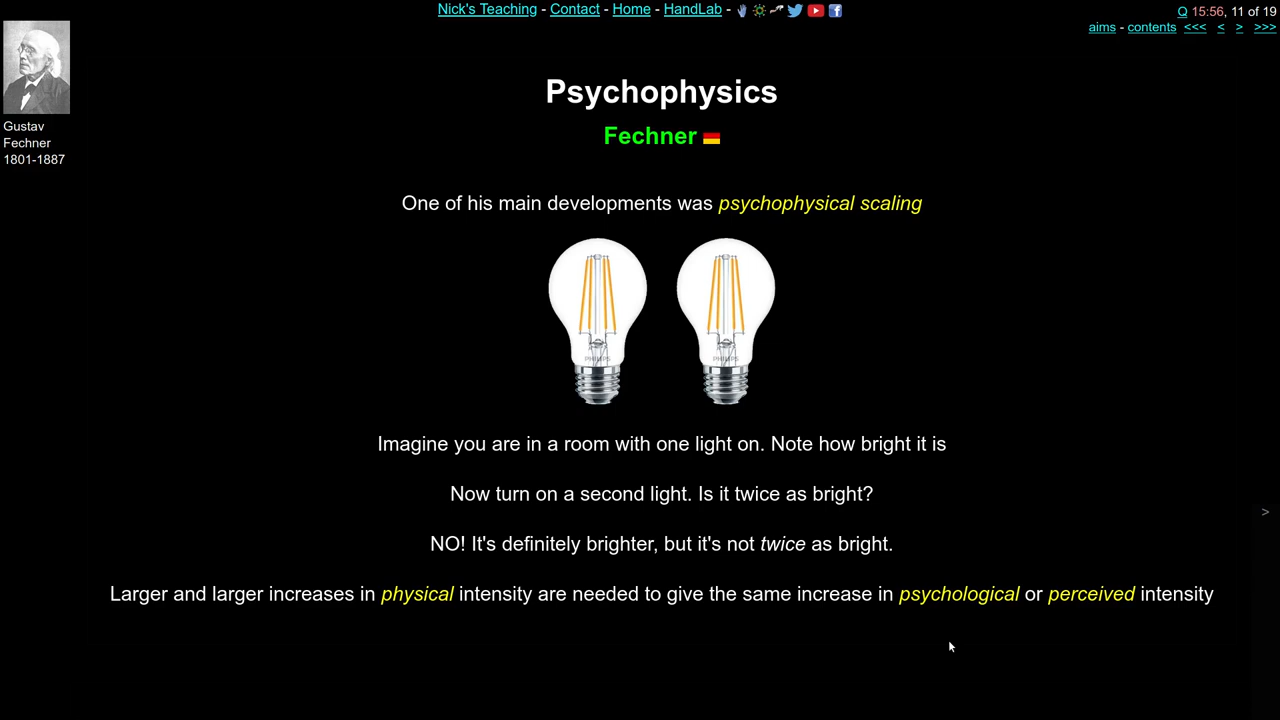 Nick's Teaching - Contact - Home - HandLab -
Q 15:56, 11 of 19
aims - contents <<< < > >>>
Gustav
Fechner
1801-1887
Psychophysics
Fechner
One of his main developments was psychophysical scaling
PHILIPS PHILIPS
Imagine you are in a room with one light on. Note how bright it is
Now turn on a second light. Is it twice as bright?
>
NO! It's definitely brighter, but it's not twice as bright.
Larger and larger increases in physical intensity are needed to give the same increase in psychological or perceived intensity